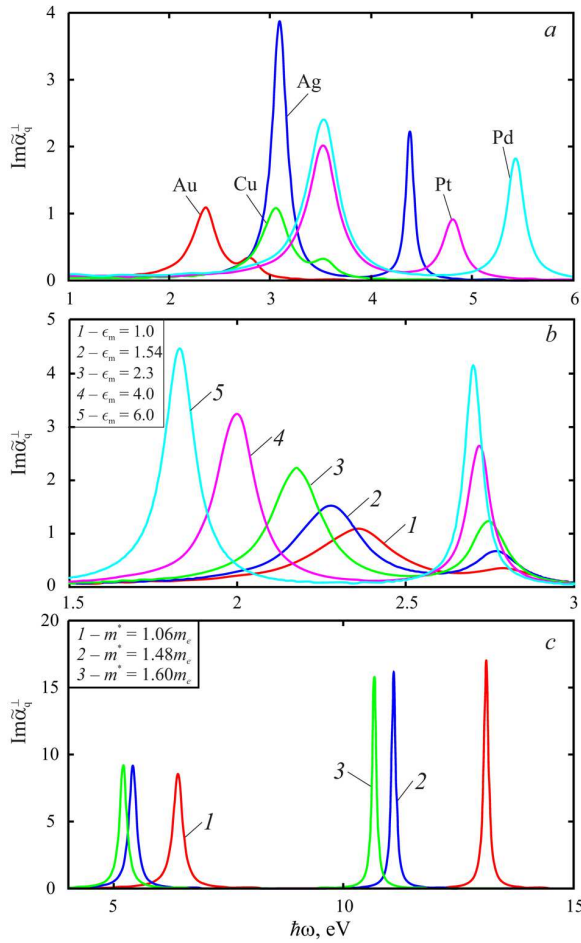 4
a
Ag
3
Imα̃q⊥
2
Pd
Au
Cu
Pt
1
0
1 2 3 4 5 6
5
1 – ϵm = 1.0
b
2 – ϵm = 1.54
3 – ϵm = 2.3
4 – ϵm = 4.0
5 – ϵm = 6.0
4
5
3
4
Imα̃q⊥
3
2
2
1
1
0
1.5 2 2.5 3
20
1 – m* = 1.06me
c
2 – m* = 1.48me
3 – m* = 1.60me
15
Imα̃q⊥
10
3
2
5
1
0
5 10 15
ħω, eV